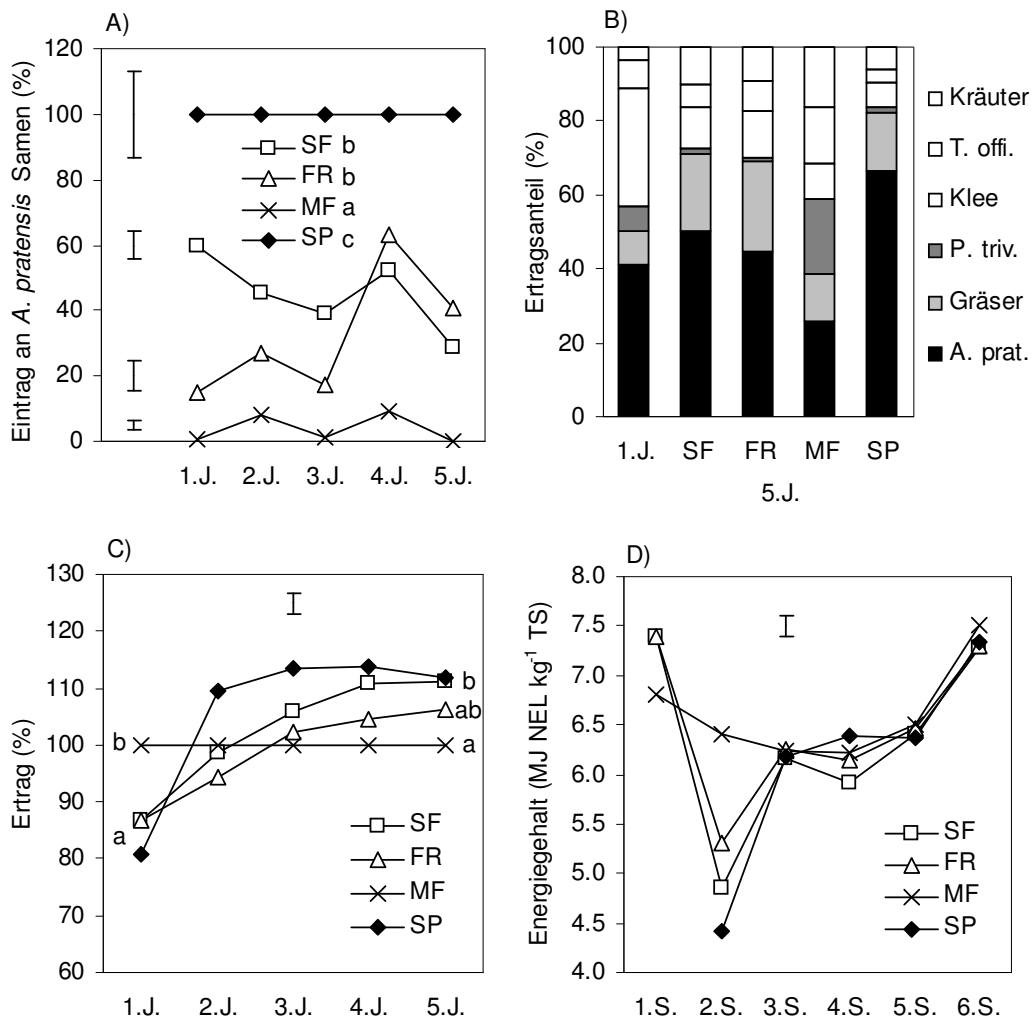 A)
Eintrag an A. pratensis Samen (%)
120
100
80
60
40
20
0
SF b
FR b
MF a
SP c
1.J. 2.J. 3.J. 4.J. 5.J.
B)
Ertragsanteil (%)
100
80
60
40
20
0
1.J. SF FR MF SP
5.J.
Kräuter
T. offi.
Klee
P. triv.
Gräser
A. prat.
C)
Ertrag (%)
130
120
110
100
90
80
70
60
b
a
b
ab
a
SF
FR
MF
SP
1.J. 2.J. 3.J. 4.J. 5.J.
D)
Energiegehalt (MJ NEL kg⁻¹ TS)
8.0
7.5
7.0
6.5
6.0
5.5
5.0
4.5
4.0
SF
FR
MF
SP
1.S. 2.S. 3.S. 4.S. 5.S. 6.S.